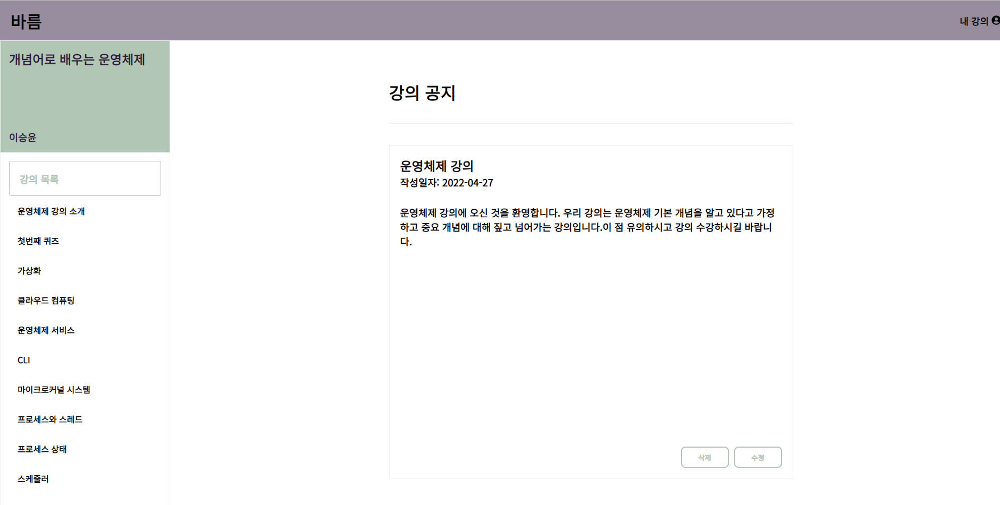 바름
내 강의
개념어로 배우는 운영체제
이승윤
강의 목록
운영체제 강의 소개
첫번째 퀴즈
가상화
클라우드 컴퓨팅
운영체제 서비스
CLI
마이크로커널 시스템
프로세스와 스레드
프로세스 상태
스케줄러
강의 공지
운영체제 강의
작성일자: 2022-04-27
운영체제 강의에 오신 것을 환영합니다. 우리 강의는 운영체제 기본 개념을 알고 있다고 가정
하고 중요 개념에 대해 짚고 넘어가는 강의입니다.이 점 유의하시고 강의 수강하시길 바랍니
다.
삭제
수정